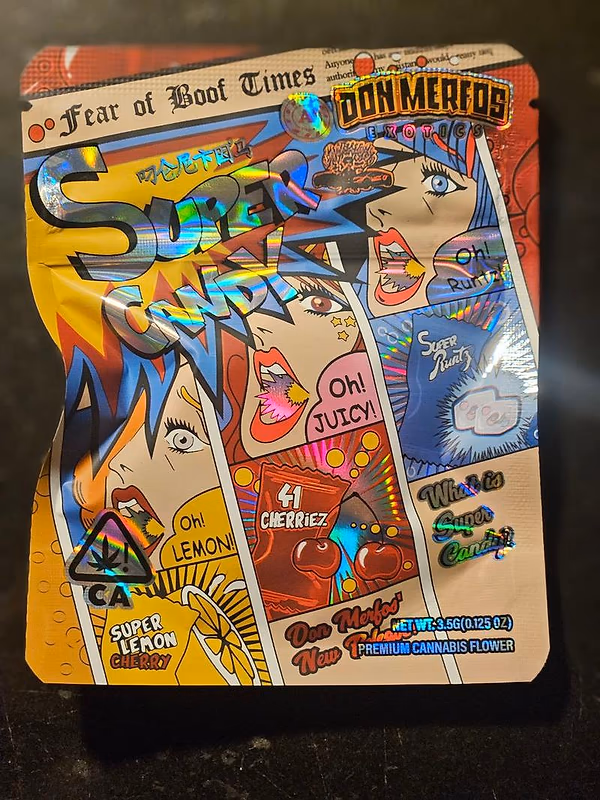 Fear of Boof Times
DON MERFOS
EXOTICS
SUPER
CANDY
Oh!
RUNTZ!
SUPER
Runtz
Oh!
JUICY!
41
CHERRIEZ
Oh!
LEMON!
CA
SUPER
LEMON
CHERRY
What is
Super
Candy?
Don Merfos'
New
NET WT. 3.5G(0.125 OZ)
PREMIUM CANNABIS FLOWER